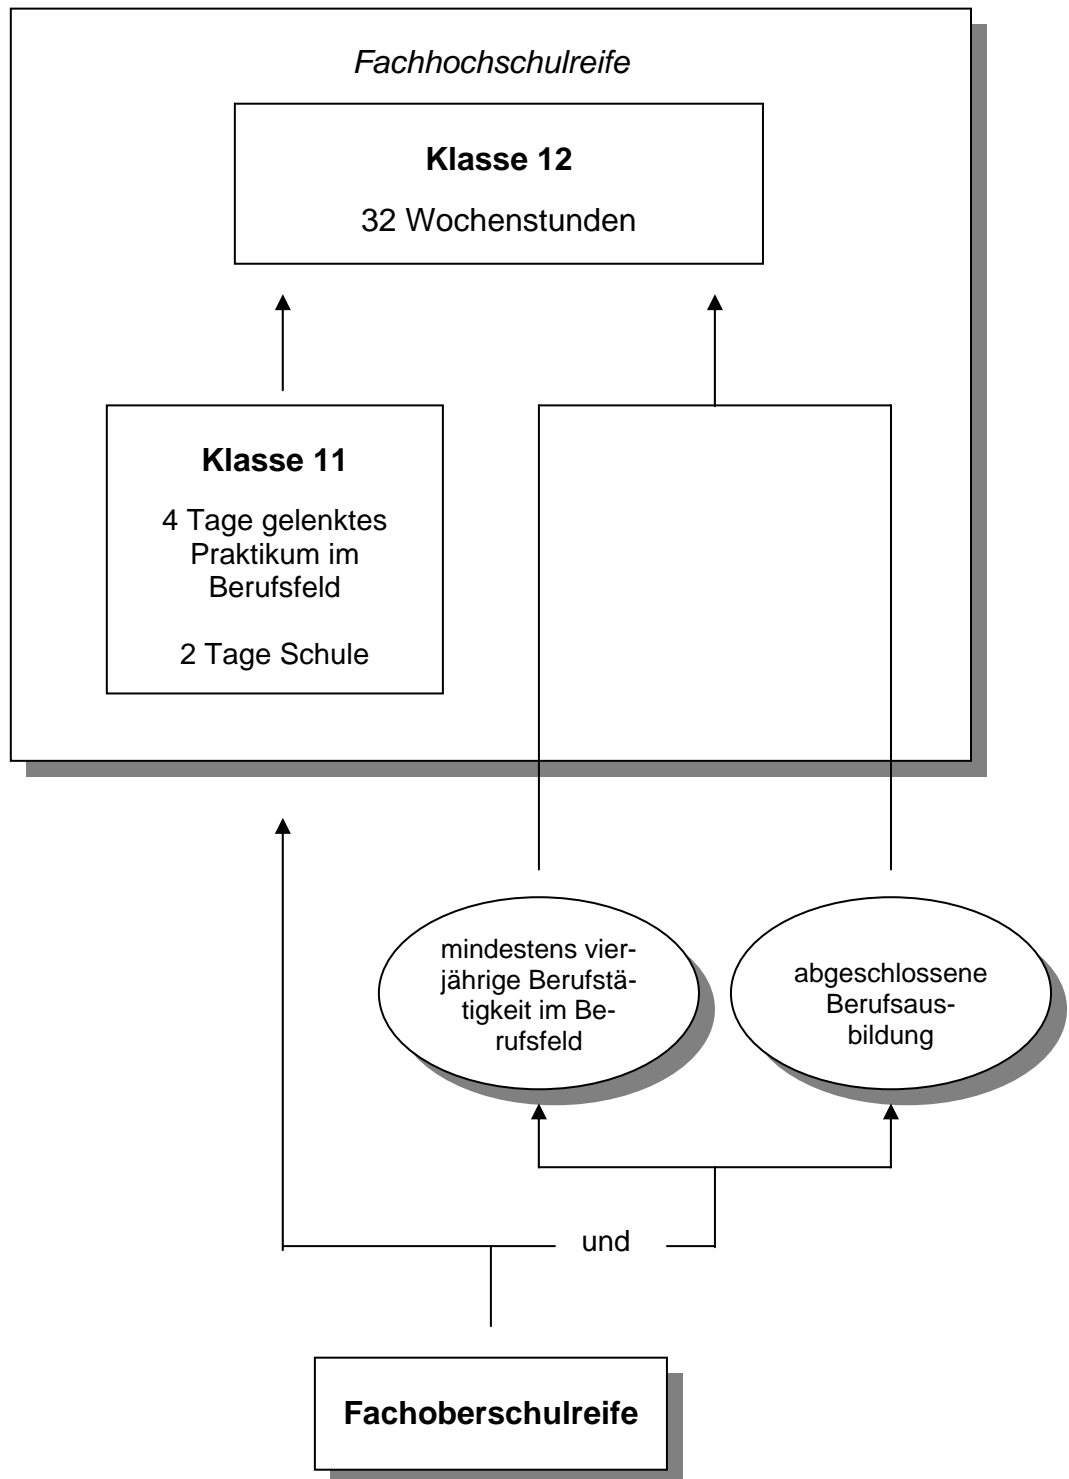 Fachhochschulreife
Klasse 12
32 Wochenstunden
Klasse 11
4 Tage gelenktes
Praktikum im
Berufsfeld
2 Tage Schule
mindestens vier-
jährige Berufstä-
tigkeit im Be-
rufsfeld
abgeschlossene
Berufsaus-
bildung
und
Fachoberschulreife